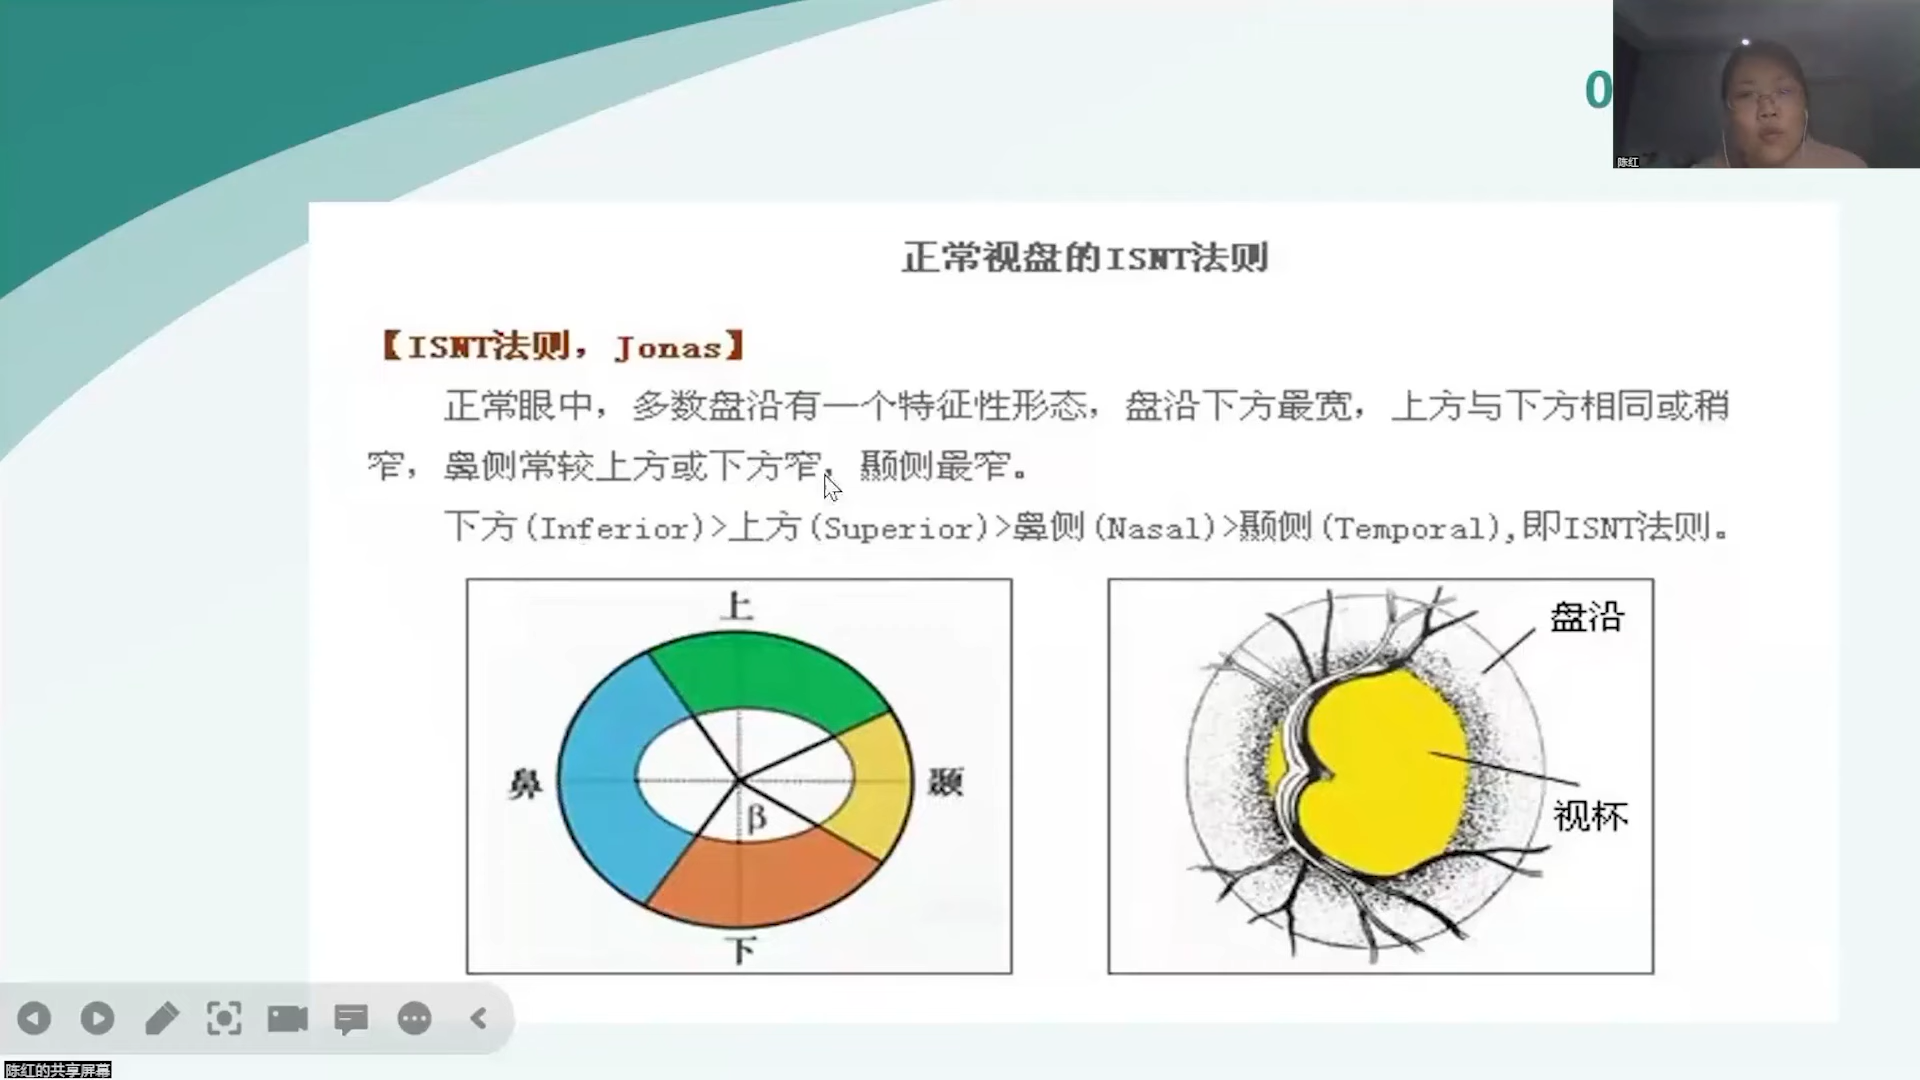 0
陈红
正常视盘的ISNT法则
【ISNT法则，Jonas】
正常眼中，多数盘沿有一个特征性形态，盘沿下方最宽，上方与下方相同或稍
窄，鼻侧常较上方或下方窄，颞侧最窄。
下方(Inferior)>上方(Superior)>鼻侧(Nasal)>颞侧(Temporal),即ISNT法则。
上
鼻
颞
β
下
盘沿
视杯
陈红的共享屏幕